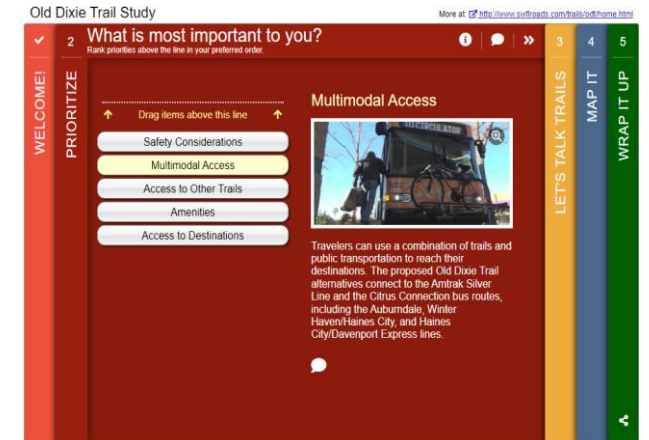 Old Dixie Trail Study
More at: http://www.swflroads.com/trails/odt/home.html
WELCOME!
2
PRIORITIZE
What is most important to you?
Rank priorities above the line in your preferred order.
Drag items above this line
Safety Considerations
Multimodal Access
Access to Other Trails
Amenities
Access to Destinations
Multimodal Access
TO CIRCULATOR
Travelers can use a combination of trails and
public transportation to reach their
destinations. The proposed Old Dixie Trail
alternatives connect to the Amtrak Silver
Line and the Citrus Connection bus routes,
including the Auburndale, Winter
Haven/Haines City, and Haines
City/Davenport Express lines.
3
LET'S TALK TRAILS
4
MAP IT
5
WRAP IT UP